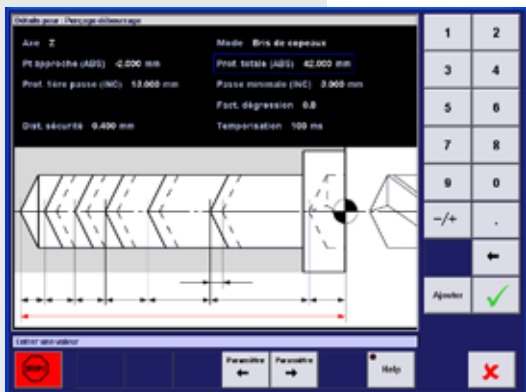 Détails pour : Perçage débourrage
Axe Z
Mode Bris de copeaux
Pt approche (ABS) -2.000 mm
Prof. totale (ABS) 42.000 mm
Prof. 1ère passe (INC) 13.000 mm
Passe minimale (INC) 3.000 mm
Fact. dégression 0.8
Dist. sécurité 0.400 mm
Temporisation 100 ms
1 2
3 4
5 6
7 8
9 0
-/+ .
Ajouter
Entrer une valeur
STOP!
Paramètre
Paramètre
Help